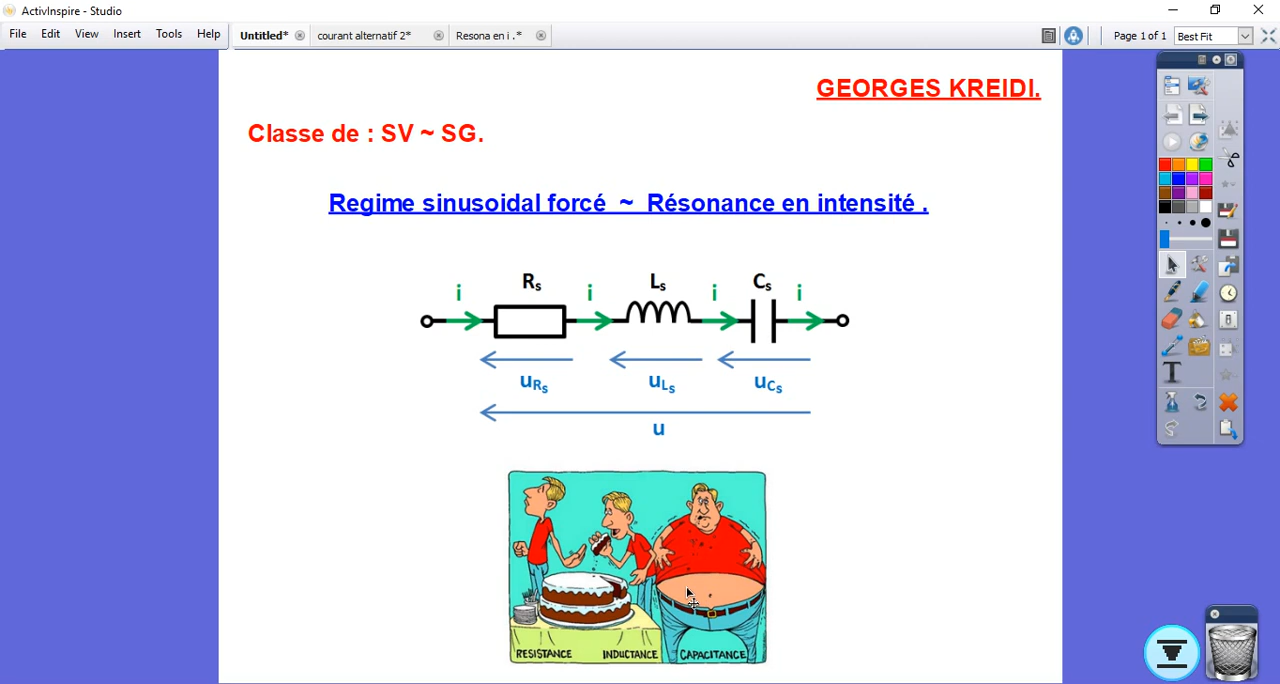 ActivInspire - Studio
File Edit View Insert Tools Help
Untitled* courant alternatif 2* Resona en i .*
Page 1 of 1 Best Fit
GEORGES KREIDI.
Classe de : SV ~ SG.
Regime sinusoidal forcé ~ Résonance en intensité .
Rs Ls Cs
i i i i
uRs uLs uCs
u
RESISTANCE INDUCTANCE CAPACITANCE
T